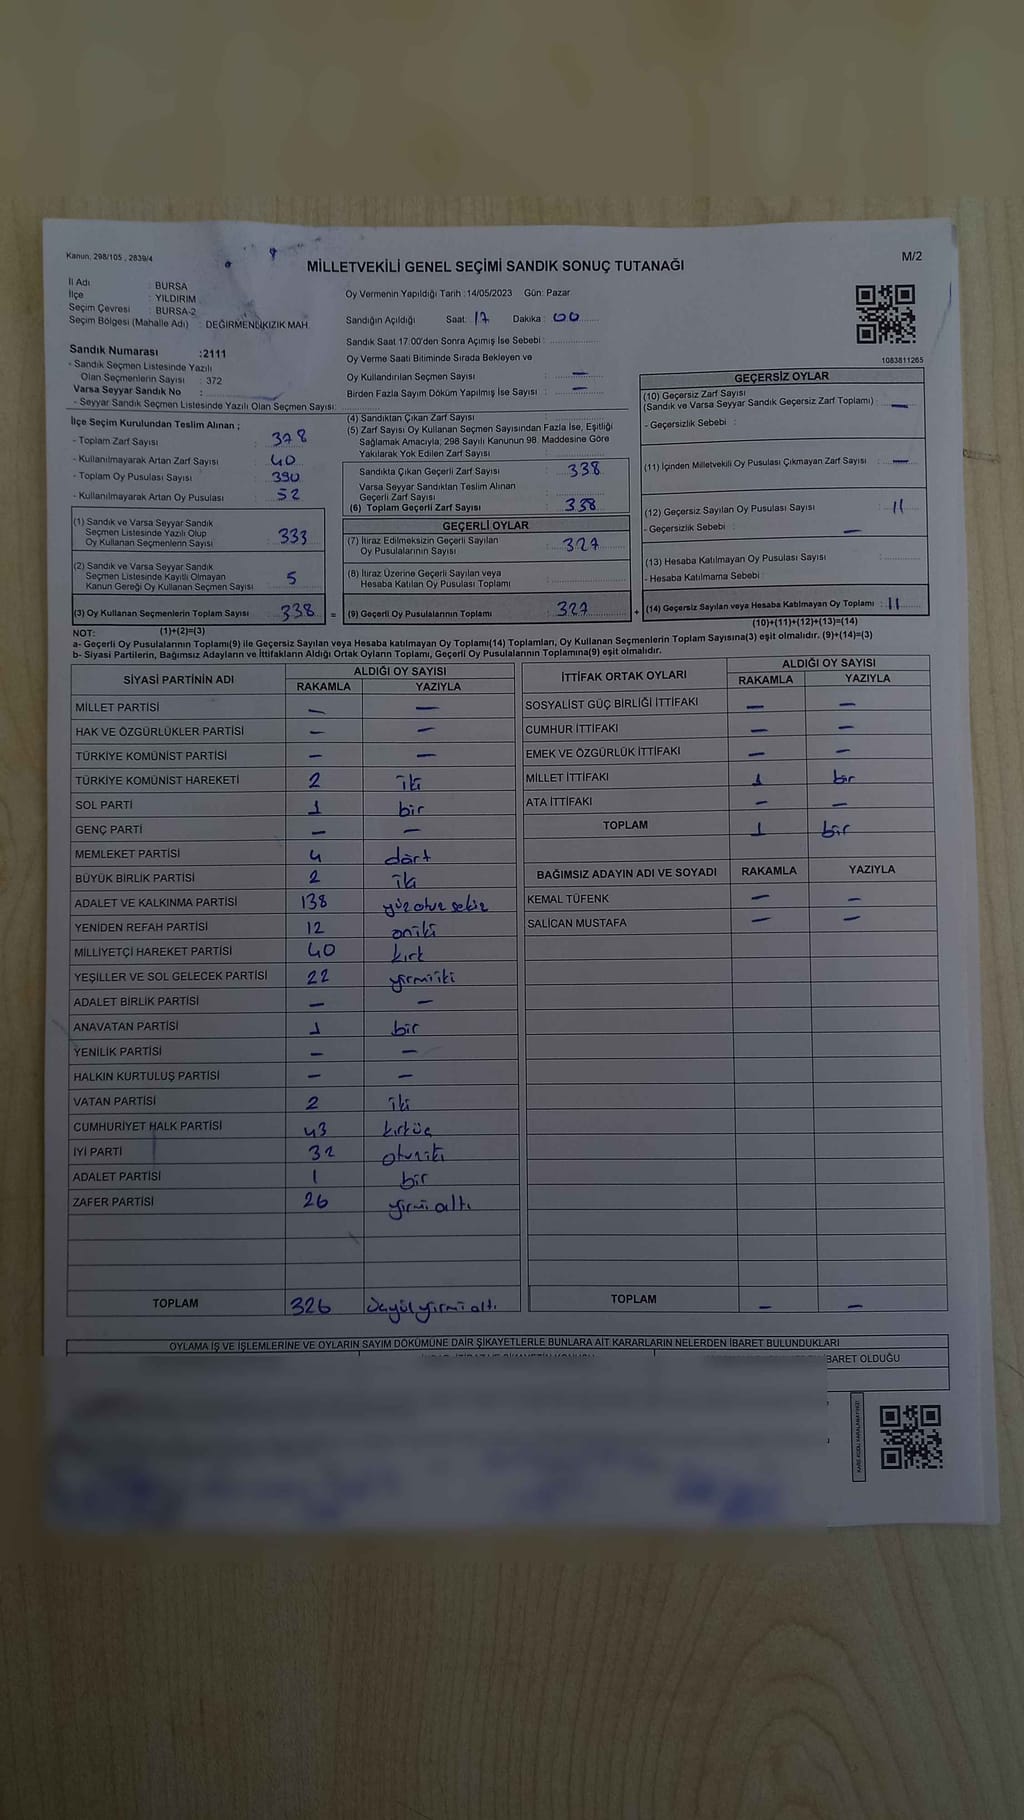 Kanun, 298/105 , 2839/4
M/2
MİLLETVEKİLİ GENEL SEÇİMİ SANDIK SONUÇ TUTANAĞI
İl Adı : BURSA
İlçe : YILDIRIM
Seçim Çevresi : BURSA-2
Seçim Bölgesi (Mahalle Adı) : DEĞİRMENLİKIZIK MAH.
Sandık Numarası :2111
- Sandık Seçmen Listesinde Yazılı
Olan Seçmenlerin Sayısı : 372
Varsa Seyyar Sandık No :
- Seyyar Sandık Seçmen Listesinde Yazılı Olan Seçmen Sayısı:
Oy Vermenin Yapıldığı Tarih :14/05/2023 Gün: Pazar
Sandığın Açıldığı Saat: 17 Dakika : 00
Sandık Saat 17:00'den Sonra Açımış İse Sebebi :
Oy Verme Saati Bitiminde Sırada Bekleyen ve
Oy Kullandırılan Seçmen Sayısı : —
Birden Fazla Sayım Döküm Yapılmış İse Sayısı : —
1083811265
İlçe Seçim Kurulundan Teslim Alınan ;
- Toplam Zarf Sayısı : 378
- Kullanılmayarak Artan Zarf Sayısı : 40
- Toplam Oy Pusulası Sayısı : 390
- Kullanılmayarak Artan Oy Pusulası : 52
(1) Sandık ve Varsa Seyyar Sandık
Seçmen Listesinde Yazılı Olup
Oy Kullanan Seçmenlerin Sayısı : 333
(2) Sandık ve Varsa Seyyar Sandık
Seçmen Listesinde Kayıtlı Olmayan
Kanun Gereği Oy Kullanan Seçmen Sayısı : 5
(3) Oy Kullanan Seçmenlerin Toplam Sayısı : 338 =
(1)+(2)=(3)
(4) Sandıktan Çıkan Zarf Sayısı :
(5) Zarf Sayısı Oy Kullanan Seçmen Sayısından Fazla İse, Eşitliği
Sağlamak Amacıyla; 298 Sayılı Kanunun 98. Maddesine Göre
Yakılarak Yok Edilen Zarf Sayısı :
Sandıkta Çıkan Geçerli Zarf Sayısı : 338
Varsa Seyyar Sandıktan Teslim Alınan
Geçerli Zarf Sayısı :
(6) Toplam Geçerli Zarf Sayısı : 338
GEÇERLİ OYLAR
(7) İtiraz Edilmeksizin Geçerli Sayılan
Oy Pusulalarının Sayısı : 327
(8) İtiraz Üzerine Geçerli Sayılan veya
Hesaba Katılan Oy Pusulası Toplamı :
(9) Geçerli Oy Pusulalarının Toplamı : 327 +
GEÇERSİZ OYLAR
(10) Geçersiz Zarf Sayısı
(Sandık ve Varsa Seyyar Sandık Geçersiz Zarf Toplamı) : —
- Geçersizlik Sebebi :
(11) İçinden Milletvekili Oy Pusulası Çıkmayan Zarf Sayısı : —
(12) Geçersiz Sayılan Oy Pusulası Sayısı : 11
- Geçersizlik Sebebi : —
(13) Hesaba Katılmayan Oy Pusulası Sayısı :
- Hesaba Katılmama Sebebi :
(14) Geçersiz Sayılan veya Hesaba Katılmayan Oy Toplamı : 11
(10)+(11)+(12)+(13)=(14)
NOT:
a- Geçerli Oy Pusulaları Toplamı(9) ile Geçersiz Sayılan veya Hesaba katılmayan Oy Toplamı(14) Toplamları, Oy Kullanan Seçmenlerin Toplam Sayısına(3) eşit olmalıdır. (9)+(14)=(3)
b- Siyasi Partilerin, Bağımsız Adayların ve İttifakların Aldığı Ortak Oyların Toplamı, Geçerli Oy Pusulalarının Toplamına(9) eşit olmalıdır.
SİYASİ PARTİNİN ADI ALDIĞI OY SAYISI
RAKAMLA YAZIYLA
MİLLET PARTİSİ — —
HAK VE ÖZGÜRLÜKLER PARTİSİ — —
TÜRKİYE KOMÜNİST PARTİSİ — —
TÜRKİYE KOMÜNİST HAREKETİ 2 iki
SOL PARTİ 1 bir
GENÇ PARTİ — —
MEMLEKET PARTİSİ 4 dört
BÜYÜK BİRLİK PARTİSİ 2 iki
ADALET VE KALKINMA PARTİSİ 138 yüz otuz sekiz
YENİDEN REFAH PARTİSİ 12 oniki
MİLLİYETÇİ HAREKET PARTİSİ 40 kırk
YEŞİLLER VE SOL GELECEK PARTİSİ 22 yirmiiki
ADALET BİRLİK PARTİSİ — —
ANAVATAN PARTİSİ 1 bir
YENİLİK PARTİSİ — —
HALKIN KURTULUŞ PARTİSİ — —
VATAN PARTİSİ 2 iki
CUMHURİYET HALK PARTİSİ 43 kırküç
İYİ PARTİ 32 otuziki
ADALET PARTİSİ 1 bir
ZAFER PARTİSİ 26 yirmi altı
TOPLAM 326 üçyüzyirmialtı
İTTİFAK ORTAK OYLARI ALDIĞI OY SAYISI
RAKAMLA YAZIYLA
SOSYALİST GÜÇ BİRLİĞİ İTTİFAKI — —
CUMHUR İTTİFAKI — —
EMEK VE ÖZGÜRLÜK İTTİFAKI — —
MİLLET İTTİFAKI 1 bir
ATA İTTİFAKI — —
TOPLAM 1 bir
BAĞIMSIZ ADAYIN ADI VE SOYADI RAKAMLA YAZIYLA
KEMAL TÜFENK — —
SALİCAN MUSTAFA — —
TOPLAM — —
OYLAMA İŞ VE İŞLEMLERİNE VE OYLARIN SAYIM DÖKÜMÜNE DAİR ŞİKAYETLERLE BUNLARA AİT KARARLARIN NELERDEN İBARET BULUNDUKLARI
BARET OLDUĞU